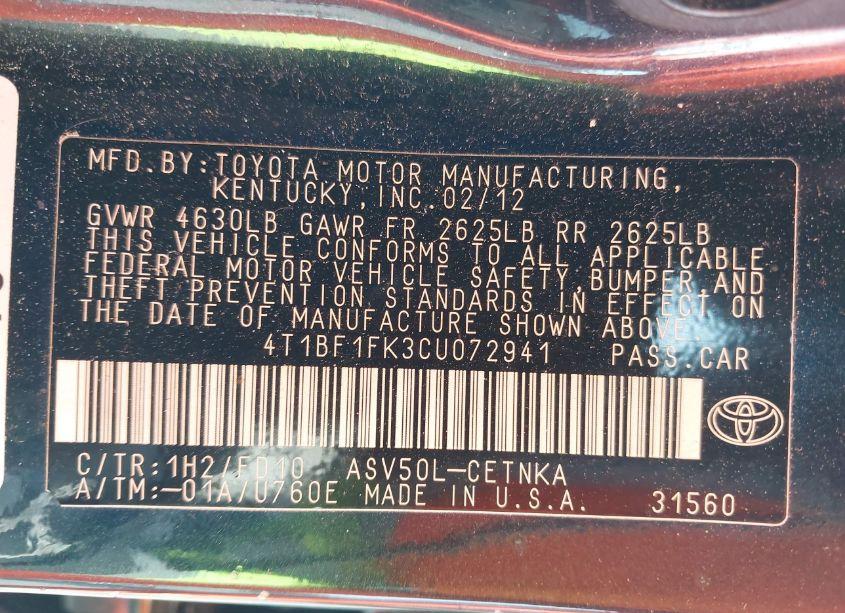 MFD.BY:TOYOTA MOTOR MANUFACTURING,
KENTUCKY,INC.02/12
GVWR 4630LB GAWR FR 2625LB RR 2625LB
THIS VEHICLE CONFORMS TO ALL APPLICABLE
FEDERAL MOTOR VEHICLE SAFETY,BUMPER,AND
THEFT PREVENTION STANDARDS IN EFFECT ON
THE DATE OF MANUFACTURE SHOWN ABOVE.
4T1BF1FK3CU072941 PASS.CAR
C/TR:1H2/FD10 ASV50L-CETNKA
A/TM:-01A/U760E MADE IN U.S.A. 31560